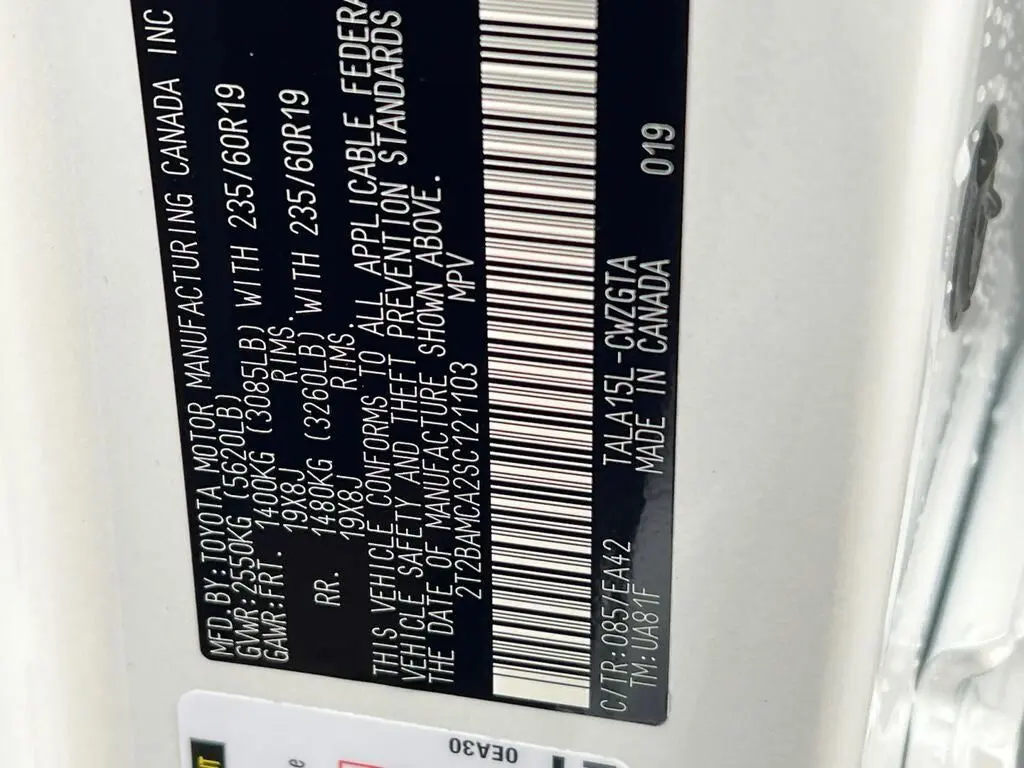 MFD. BY: TOYOTA MOTOR MANUFACTURING CANADA INC
GVWR: 2550KG (5620LB)
GAWR: FRT. 1400KG (3085LB) WITH 235/60R19
19X8J RIMS.
RR. 1480KG (3260LB) WITH 235/60R19
19X8J RIMS.
THIS VEHICLE CONFORMS TO ALL APPLICABLE
VEHICLE SAFETY AND THEFT PREVENTION STANDARDS
THE DATE OF MANUFACTURE SHOWN ABOVE.
2T2BAMCA2SC121103 MPV
C/TR: 085/EA42 TALA15L-CWZGTA 019
TM: UA81F MADE IN CANADA
0EA30